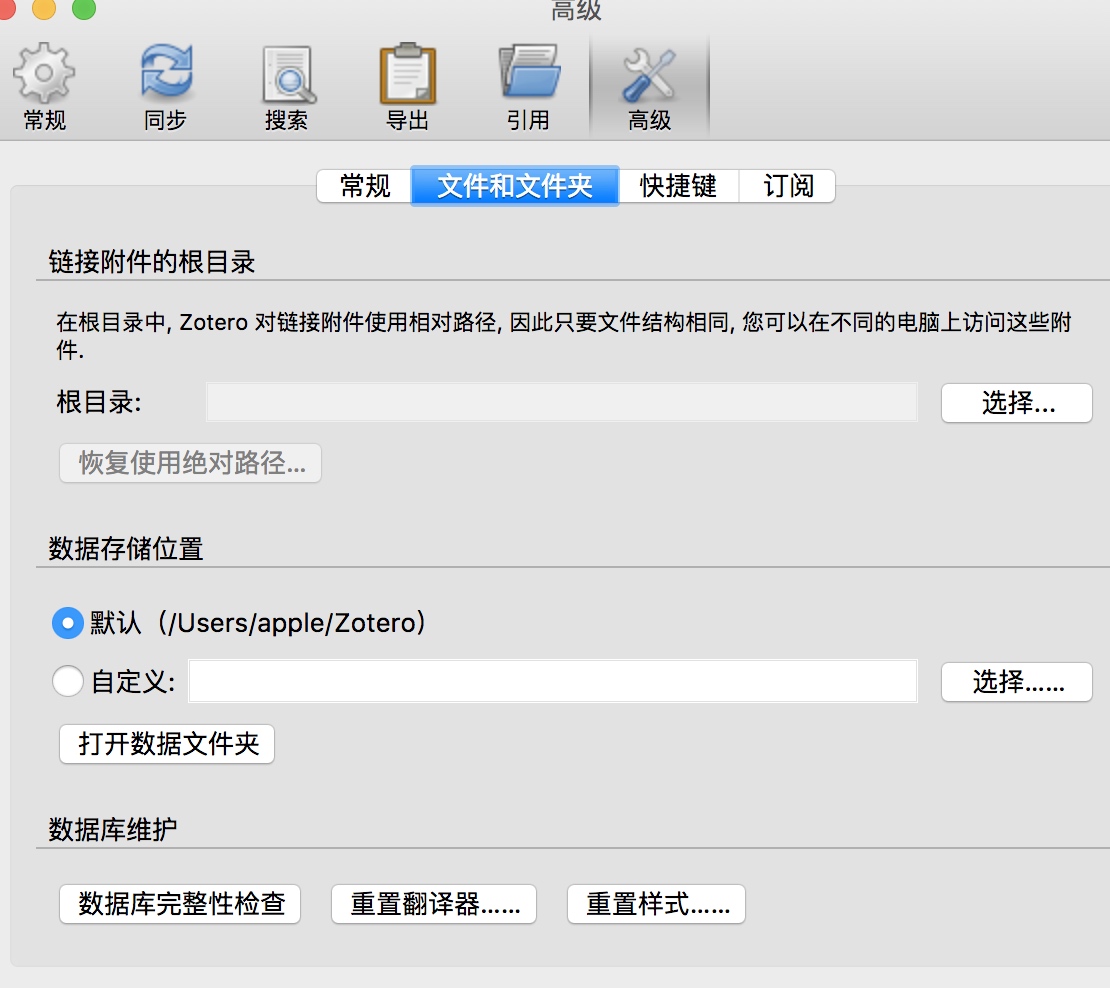 高级
常规 同步 搜索 导出 引用 高级
常规 文件和文件夹 快捷键 订阅
链接附件的根目录
在根目录中, Zotero 对链接附件使用相对路径, 因此只要文件结构相同, 您可以在不同的电脑上访问这些附
件.
根目录: 选择...
恢复使用绝对路径...
数据存储位置
默认（/Users/apple/Zotero）
自定义: 选择……
打开数据文件夹
数据库维护
数据库完整性检查 重置翻译器…… 重置样式……